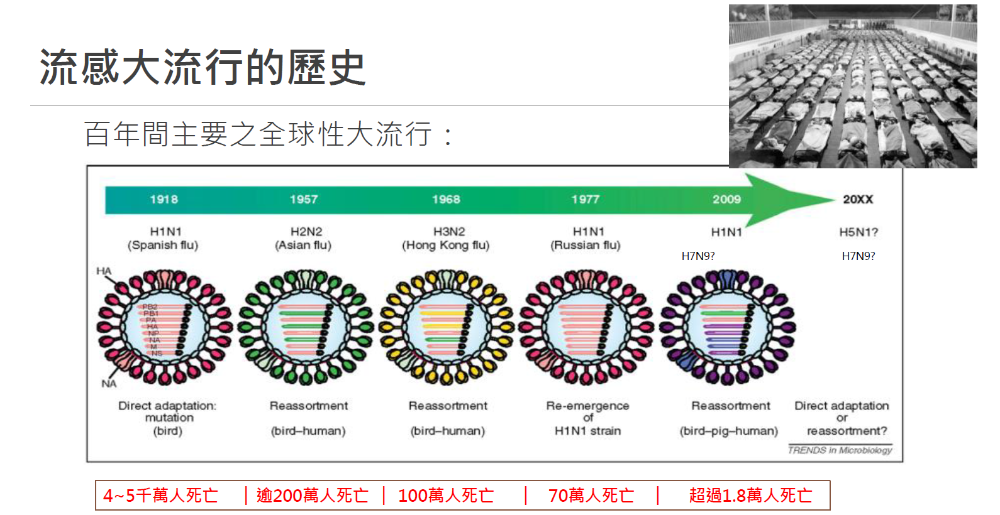 流感大流行的歷史
百年間主要之全球性大流行：
1918 1957 1968 1977 2009 20XX
H1N1 H2N2 H3N2 H1N1 H1N1 H5N1?
(Spanish flu) (Asian flu) (Hong Kong flu) (Russian flu)
H7N9? H7N9?
HA
PB2
PB1
PA
HA
NP
NA
M
NS
NA
Direct adaptation: Reassortment Reassortment Re-emergence Reassortment Direct adaptation
mutation of or
(bird) (bird–human) (bird–human) H1N1 strain (bird–pig–human) reassortment?
TRENDS in Microbiology
4~5千萬人死亡 | 逾200萬人死亡 | 100萬人死亡 | 70萬人死亡 | 超過1.8萬人死亡